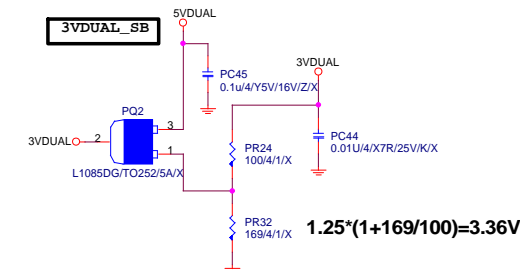 5VDUAL
3VDUAL_SB
3VDUAL
PC45
0.1u/4/Y5V/16V/Z/X
PQ2
3
PC44
0.01U/4/X7R/25V/K/X
3VDUAL
2
1
PR24
100/4/1/X
L1085DG/TO252/5A/X
PR32
169/4/1/X
1.25*(1+169/100)=3.36V